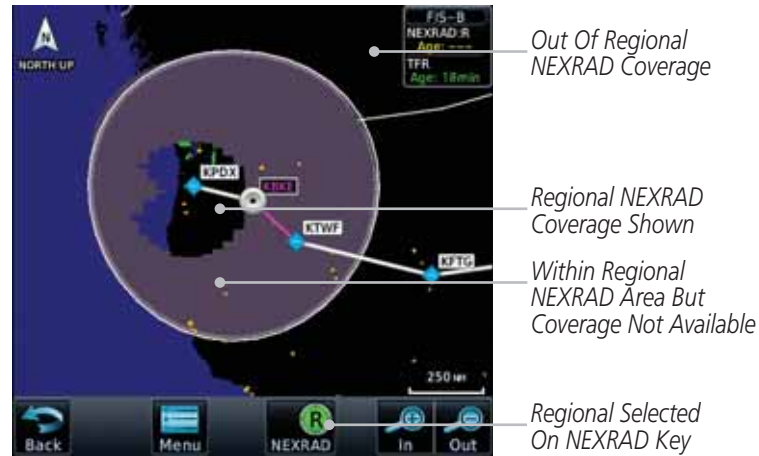 N
NORTH UP
FIS-B
NEXRAD:R
Age: ---
TFR
Age: 18min
Out Of Regional
NEXRAD Coverage
KPDX
KBKE
KTWF
KFTG
Regional NEXRAD
Coverage Shown
Within Regional
NEXRAD Area But
Coverage Not Available
250 NM
Back
Menu
R
NEXRAD
In
Out
Regional Selected
On NEXRAD Key